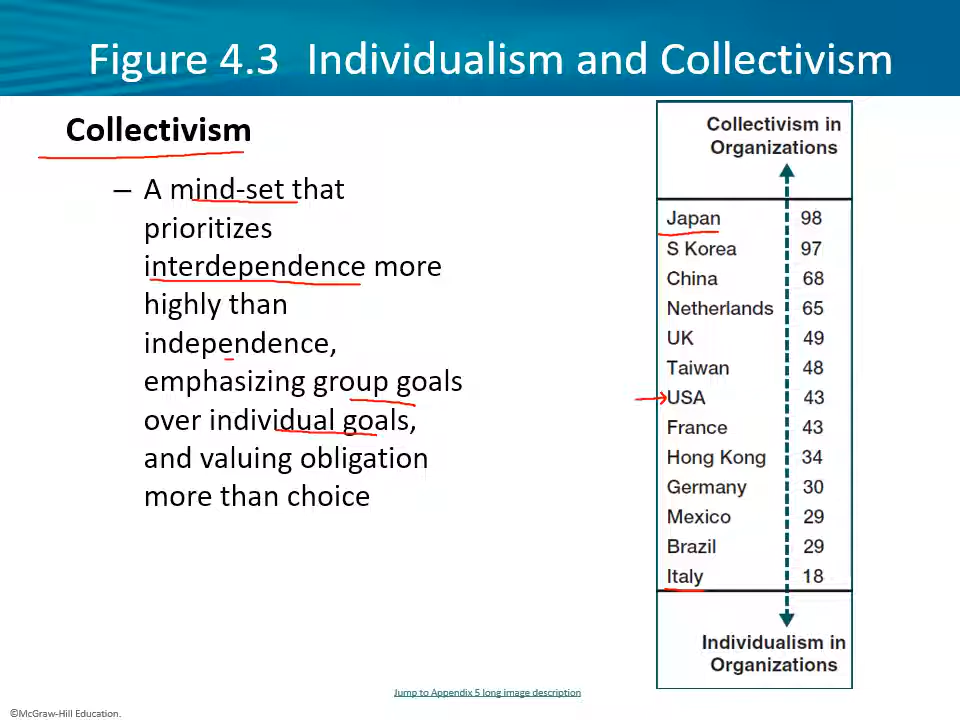 Figure 4.3 Individualism and Collectivism
Collectivism
– A mind-set that
prioritizes
interdependence more
highly than
independence,
emphasizing group goals
over individual goals,
and valuing obligation
more than choice
Collectivism in
Organizations
Japan 98
S Korea 97
China 68
Netherlands 65
UK 49
Taiwan 48
USA 43
France 43
Hong Kong 34
Germany 30
Mexico 29
Brazil 29
Italy 18
Individualism in
Organizations
Jump to Appendix 5 long image description
©McGraw-Hill Education.